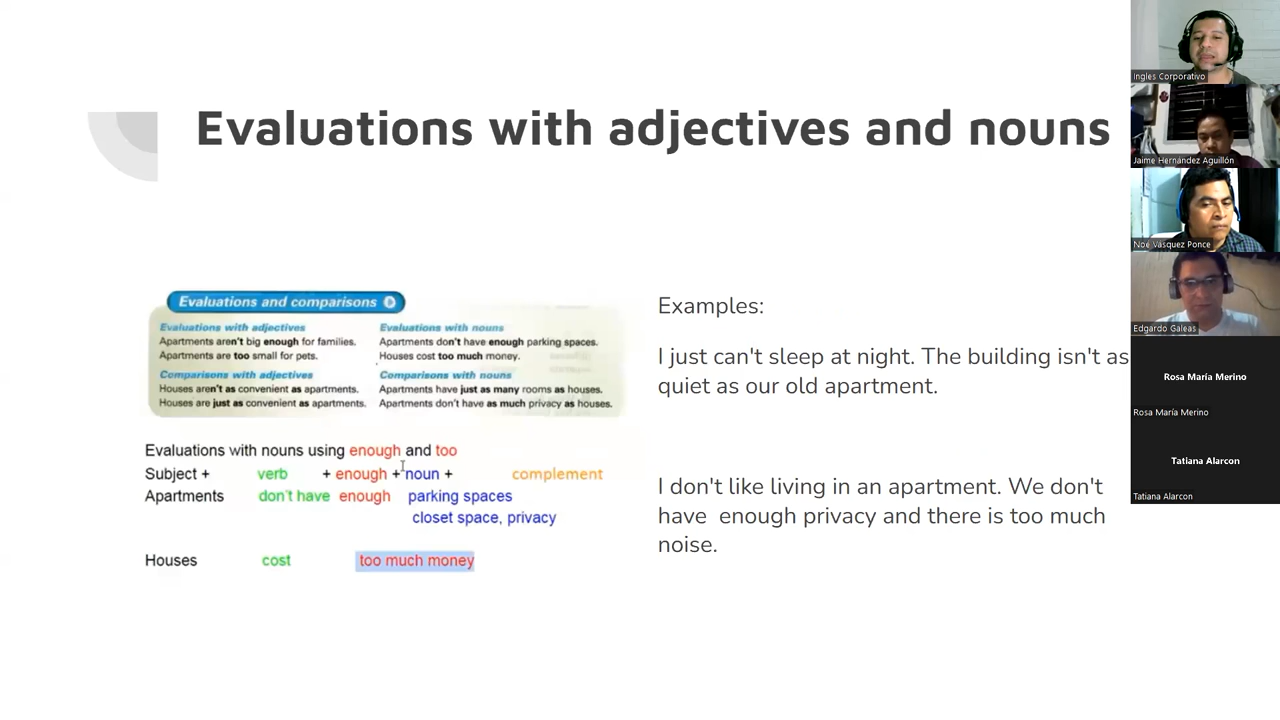 Evaluations with adjectives and nouns
Evaluations and comparisons
Evaluations with adjectives
Apartments aren't big enough for families.
Apartments are too small for pets.
Evaluations with nouns
Apartments don't have enough parking spaces.
Houses cost too much money.
Comparisons with adjectives
Houses aren't as convenient as apartments.
Houses are just as convenient as apartments.
Comparisons with nouns
Apartments have just as many rooms as houses.
Apartments don't have as much privacy as houses.
Evaluations with nouns using enough and too
Subject + verb + enough + noun + complement
Apartments don't have enough parking spaces
closet space, privacy
Houses cost too much money
Examples:
I just can't sleep at night. The building isn't as
quiet as our old apartment.
I don't like living in an apartment. We don't
have enough privacy and there is too much
noise.
Ingles Corporativo
Jaime Hernández Aguillón
Noé Vásquez Ponce
Edgardo Galeas
Rosa María Merino
Rosa María Merino
Tatiana Alarcon
Tatiana Alarcon